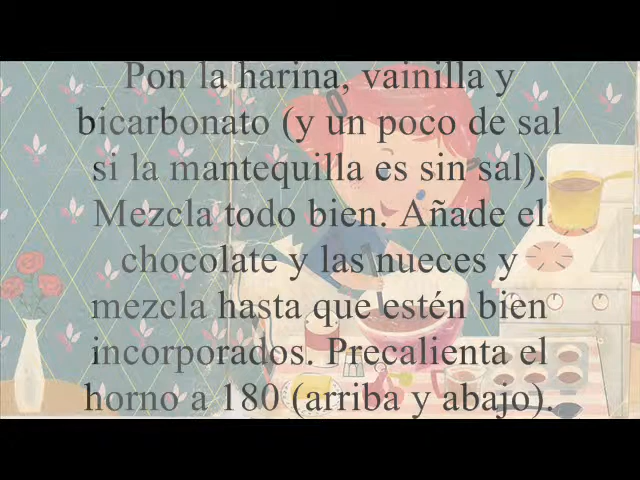 Pon la harina, vainilla y
bicarbonato (y un poco de sal
si la mantequilla es sin sal).
Mezcla todo bien. Añade el
chocolate y las nueces y
mezcla hasta que estén bien
incorporados. Precalienta el
horno a 180 (arriba y abajo).